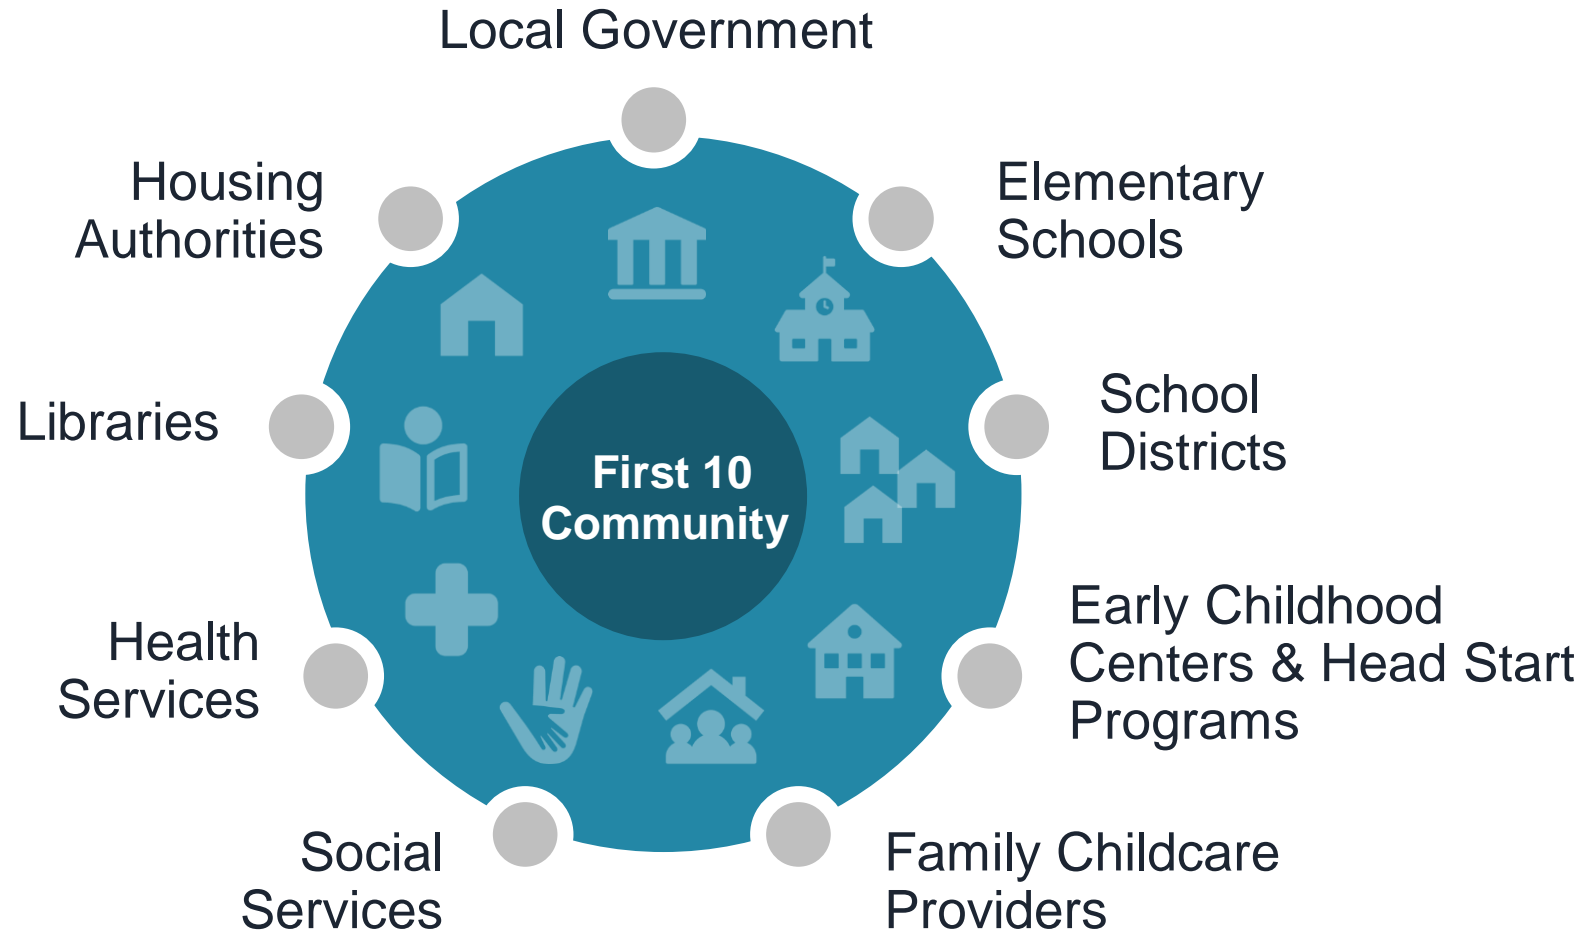 Local Government
Housing
Authorities
Elementary
Schools
Libraries
School
Districts
First 10
Community
Health
Services
Early Childhood
Centers & Head Start
Programs
Social
Services
Family Childcare
Providers